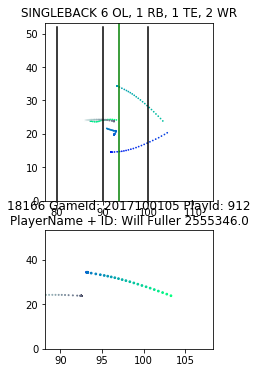 SINGLEBACK 6 OL, 1 RB, 1 TE, 2 WR
50
40
30
20
10
0
80 90 100 110
18166 GameId: 2017100105 PlayId: 912
PlayerName + ID: Will Fuller 2555346.0
40
20
0
90 95 100 105